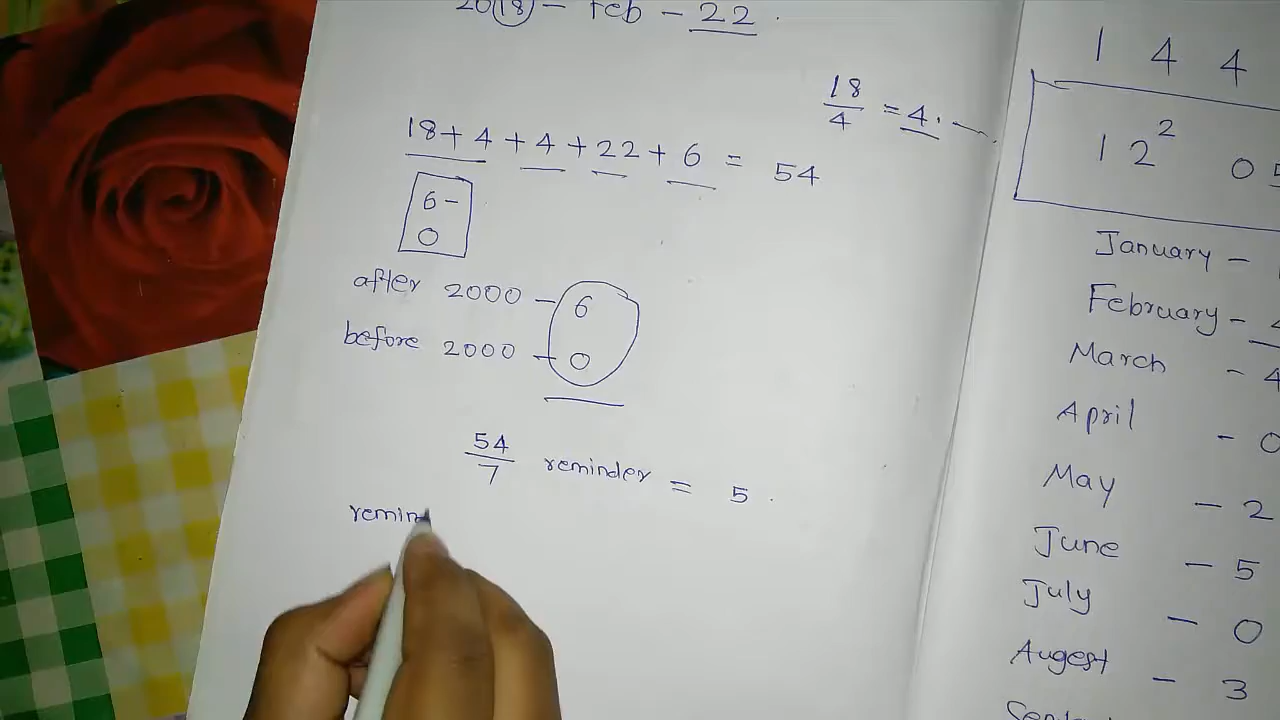 2018 - Feb - 22.
18/4 = 4.
18 + 4 + 4 + 22 + 6 = 54
6 -
0
after 2000 - 6
before 2000 - 0
54/7 reminder = 5.
remin
1 4 4
12² 0
January -
February -
March - 4
April - 0
May - 2
June - 5
July - 0
Augest - 3